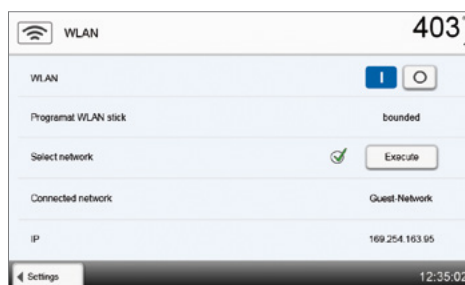 WLAN 403
WLAN I O
Programat WLAN stick bounded
Select network Execute
Connected network Guest-Network
IP 169.254.163.95
Settings 12:35:02